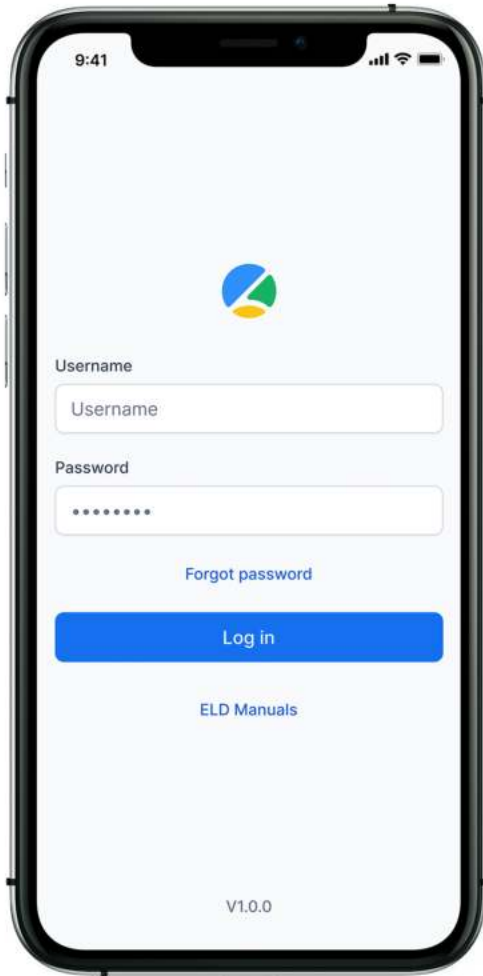 9:41
Username
Username
Password
••••••••
Forgot password
Log in
ELD Manuals
V1.0.0